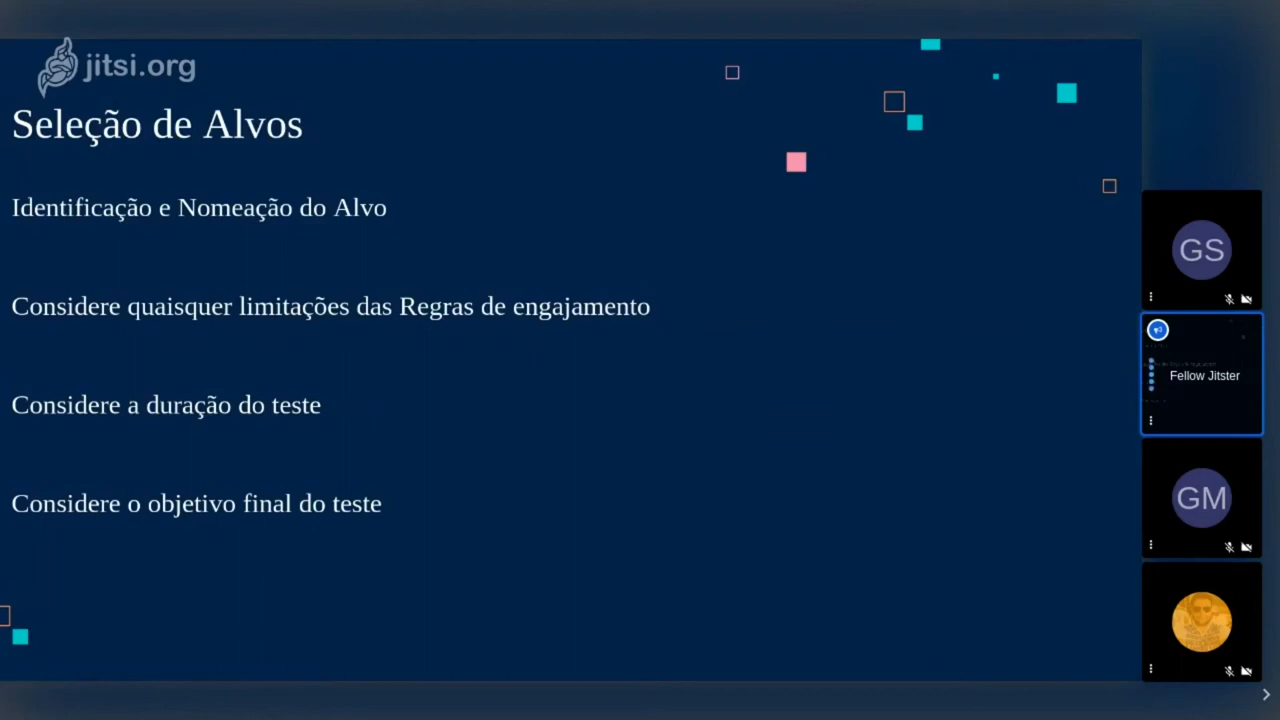 jitsi.org
Seleção de Alvos
Identificação e Nomeação do Alvo
Considere quaisquer limitações das Regras de engajamento
Considere a duração do teste
Considere o objetivo final do teste
GS
Fellow Jitster
GM